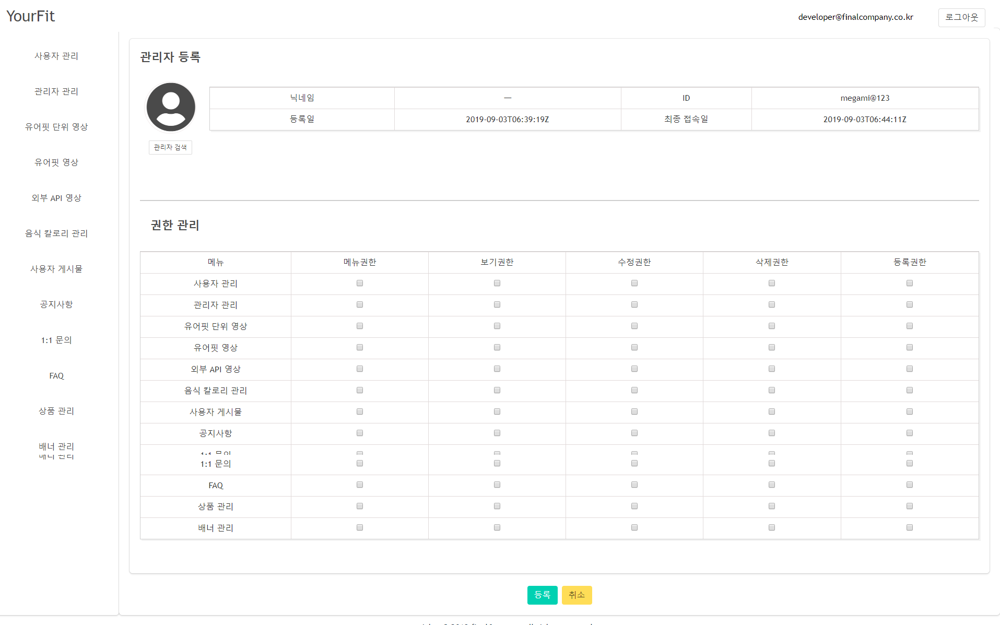 YourFit
developer@finalcompany.co.kr 로그아웃
사용자 관리
관리자 관리
유어핏 단위 영상
유어핏 영상
외부 API 영상
음식 칼로리 관리
사용자 게시물
공지사항
1:1 문의
FAQ
상품 관리
배너 관리
배너 관리
관리자 등록
닉네임 — ID megami@123
등록일 2019-09-03T06:39:19Z 최종 접속일 2019-09-03T06:44:11Z
관리자 검색
권한 관리
메뉴 메뉴권한 보기권한 수정권한 삭제권한 등록권한
사용자 관리
관리자 관리
유어핏 단위 영상
유어핏 영상
외부 API 영상
음식 칼로리 관리
사용자 게시물
공지사항
1:1 문의
1:1 문의
FAQ
상품 관리
배너 관리
등록 취소